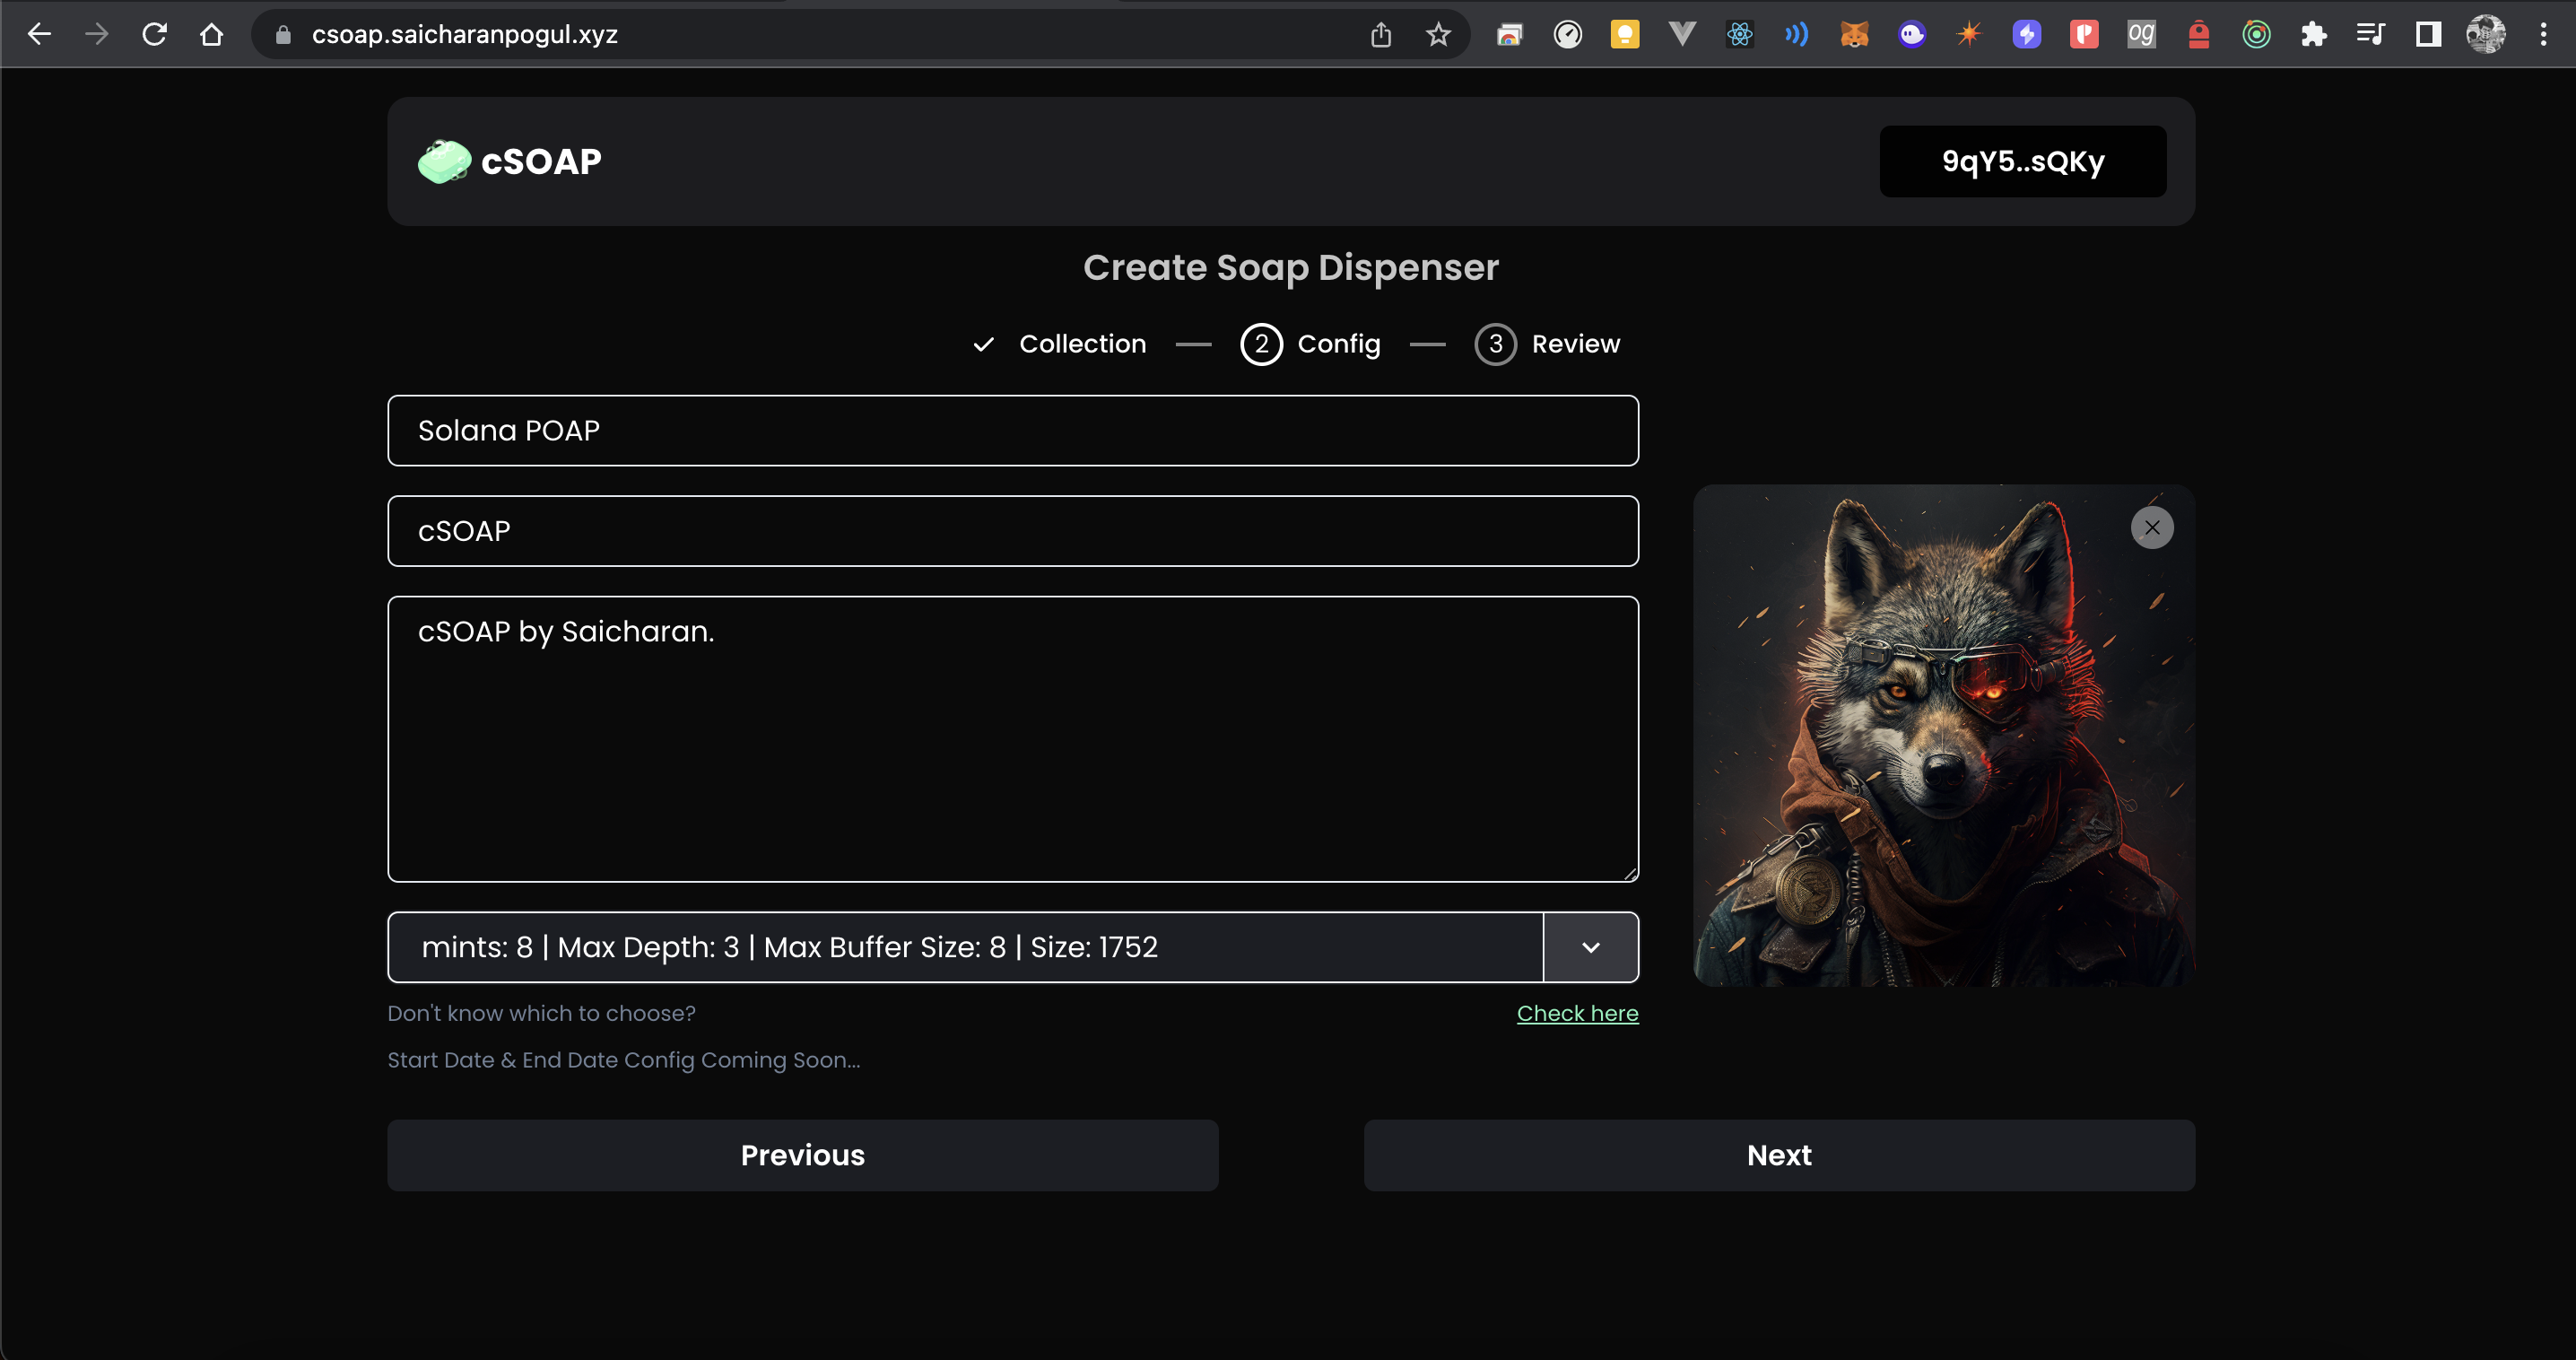 csoap.saicharanpogul.xyz
og
cSOAP
9qY5..sQKy
Create Soap Dispenser
Collection
2 Config
3 Review
Solana POAP
cSOAP
cSOAP by Saicharan.
mints: 8 | Max Depth: 3 | Max Buffer Size: 8 | Size: 1752
Don't know which to choose?
Check here
Start Date & End Date Config Coming Soon...
Previous
Next